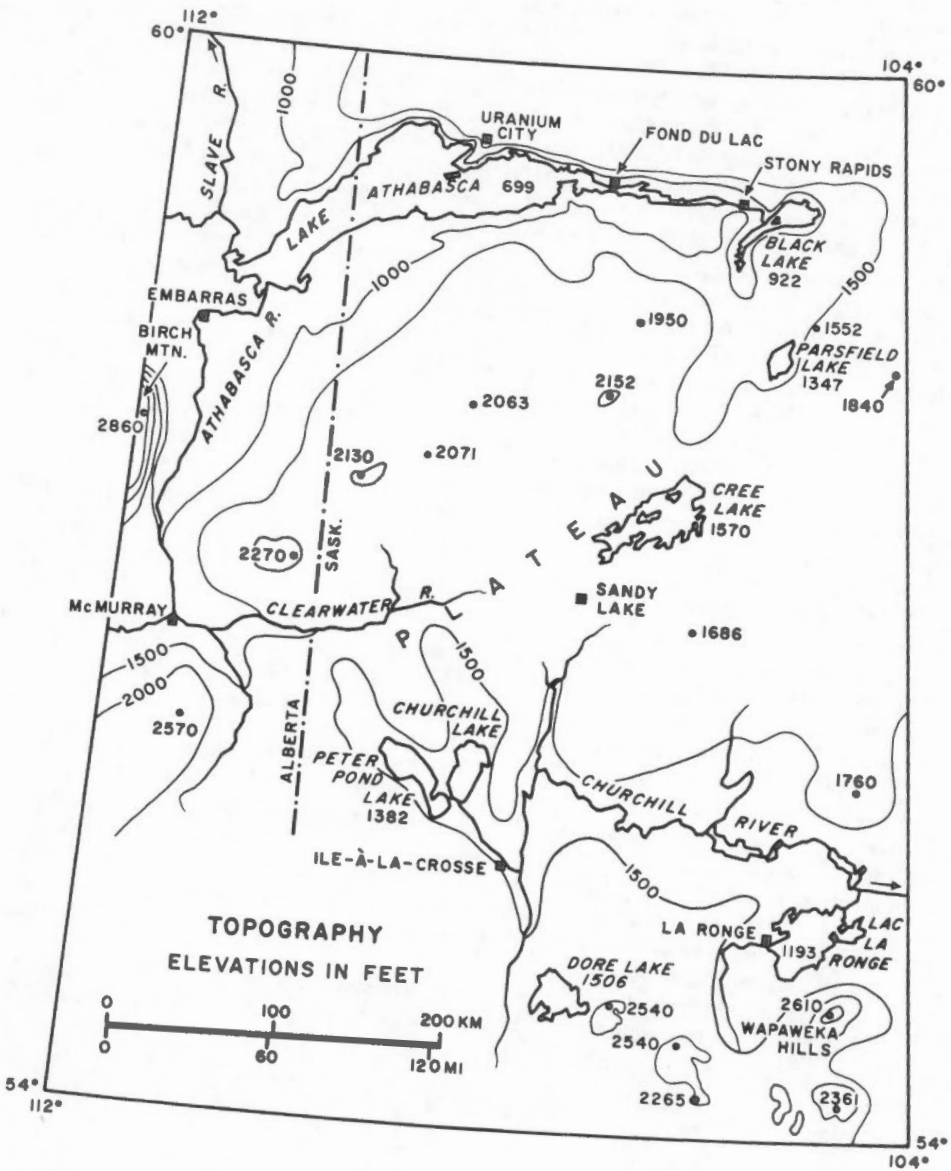 112°
60°
104°
60°
1000
SLAVE R.
URANIUM
CITY
FOND DU LAC
STONY RAPIDS
LAKE ATHABASCA 699
BLACK
LAKE
922
1500
1000
EMBARRAS
BIRCH
MTN.
ATHABASCA R.
2860
1950
1552
PARSFIELD
LAKE
1347
1840
2152
2063
2071
2130
CREE
LAKE
1570
SASK.
2270
PLATEAU
SANDY
LAKE
McMURRAY
CLEARWATER R.
1686
1500
2000
2570
1500
ALBERTA
CHURCHILL
LAKE
PETER
POND
LAKE
1382
CHURCHILL RIVER
1760
ILE-À-LA-CROSSE
1500
LA RONGE
1193
LAC
LA
RONGE
TOPOGRAPHY
ELEVATIONS IN FEET
DORE LAKE
1506
2540
2610
WAPAWEKA
HILLS
2540
2265
2361
0 100 200 KM
0 60 120 MI
54°
112°
54°
104°